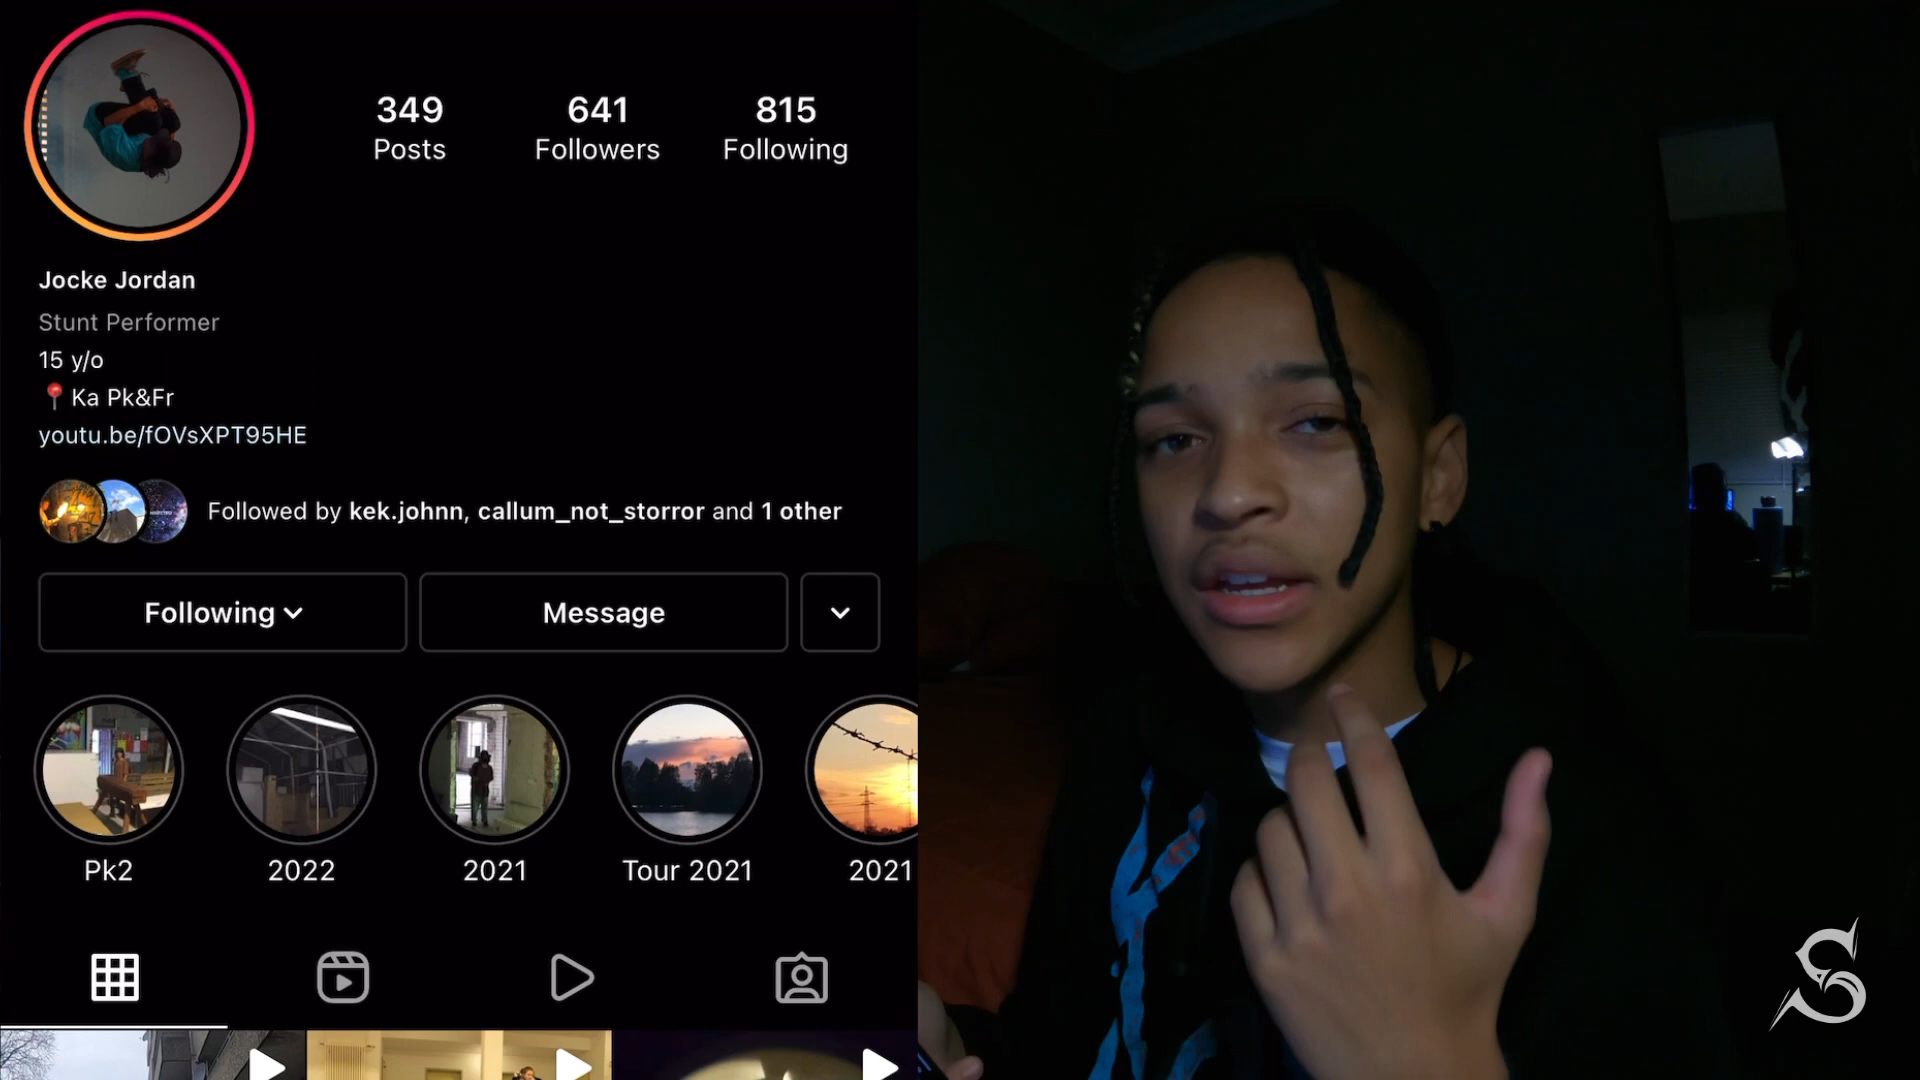 349 641 815
Posts Followers Following
Jocke Jordan
Stunt Performer
15 y/o
Ka Pk&Fr
youtu.be/fOVsXPT95HE
Followed by kek.johnn, callum_not_storror and 1 other
Following Message
Pk2 2022 2021 Tour 2021 2021